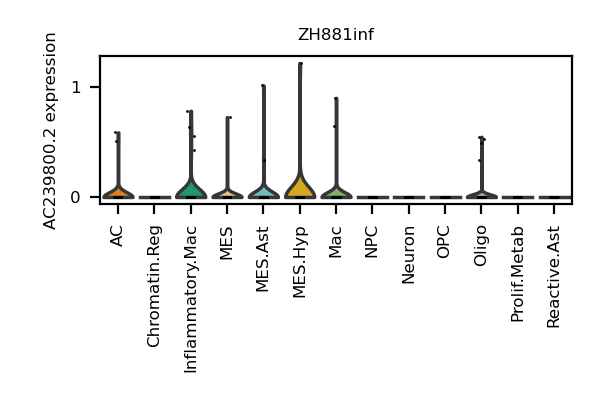 ZH881inf
AC239800.2 expression
1
0
AC
Chromatin.Reg
Inflammatory.Mac
MES
MES.Ast
MES.Hyp
Mac
NPC
Neuron
OPC
Oligo
Prolif.Metab
Reactive.Ast